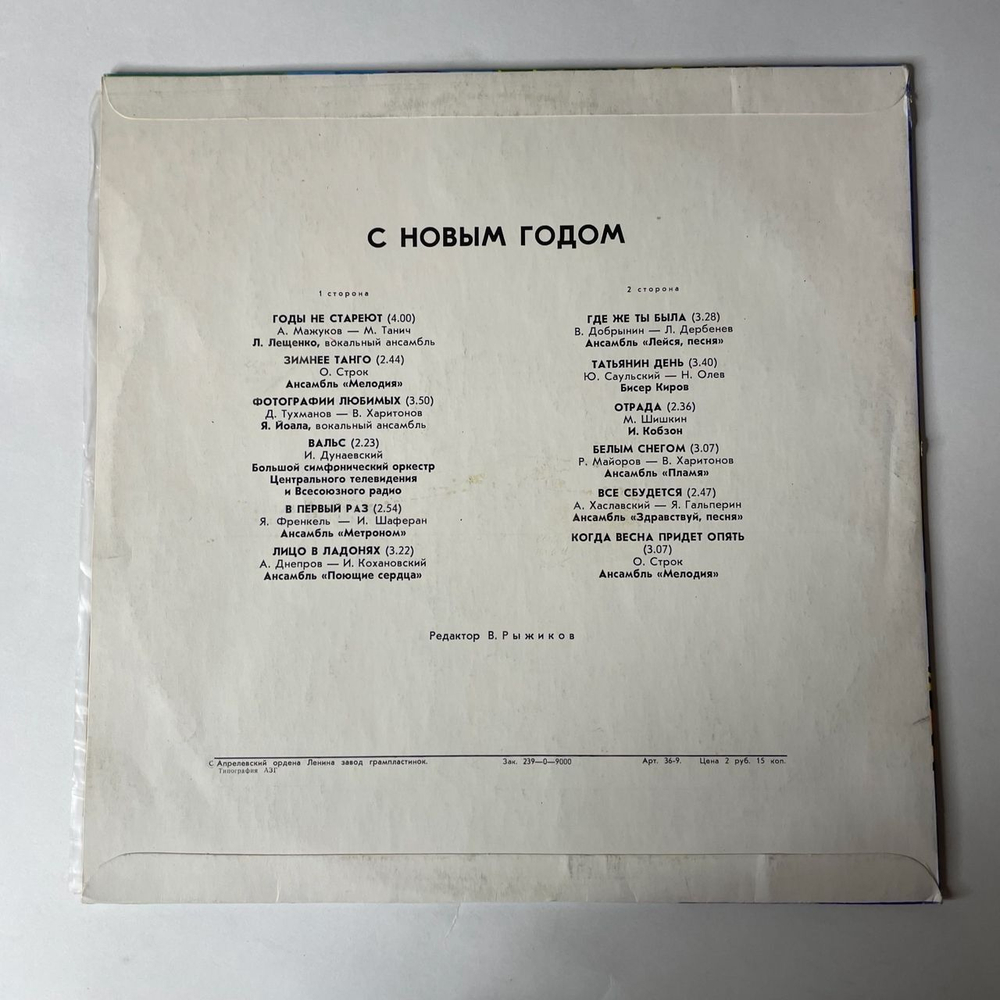 С НОВЫМ ГОДОМ
1 сторона
ГОДЫ НЕ СТАРЕЮТ (4.00)
А. Мажуков — М. Танич
Л. Лещенко, вокальный ансамбль
ЗИМНЕЕ ТАНГО (2.44)
О. Строк
Ансамбль «Мелодия»
ФОТОГРАФИИ ЛЮБИМЫХ (3.50)
Д. Тухманов — В. Харитонов
Я. Йоала, вокальный ансамбль
ВАЛЬС (2.23)
И. Дунаевский
Большой симфонический оркестр
Центрального телевидения
и Всесоюзного радио
В ПЕРВЫЙ РАЗ (2.54)
Я. Френкель — И. Шаферан
Ансамбль «Метроном»
ЛИЦО В ЛАДОНЯХ (3.22)
А. Днепров — И. Кохановский
Ансамбль «Поющие сердца»
2 сторона
ГДЕ ЖЕ ТЫ БЫЛА (3.28)
В. Добрынин — Л. Дербенев
Ансамбль «Лейся, песня»
ТАТЬЯНИН ДЕНЬ (3.40)
Ю. Саульский — Н. Олев
Бисер Киров
ОТРАДА (2.36)
М. Шишкин
И. Кобзон
БЕЛЫМ СНЕГОМ (3.07)
Р. Майоров — В. Харитонов
Ансамбль «Пламя»
ВСЕ СБУДЕТСЯ (2.47)
А. Хаславский — Я. Гальперин
Ансамбль «Здравствуй, песня»
КОГДА ВЕСНА ПРИДЕТ ОПЯТЬ
(3.07)
О. Строк
Ансамбль «Мелодия»
Редактор В. Рыжиков
С Апрелевский ордена Ленина завод грампластинок. Зак. 239—0—9000 Арт. 36-9. Цена 2 руб. 15 коп.
Типография АЗГ